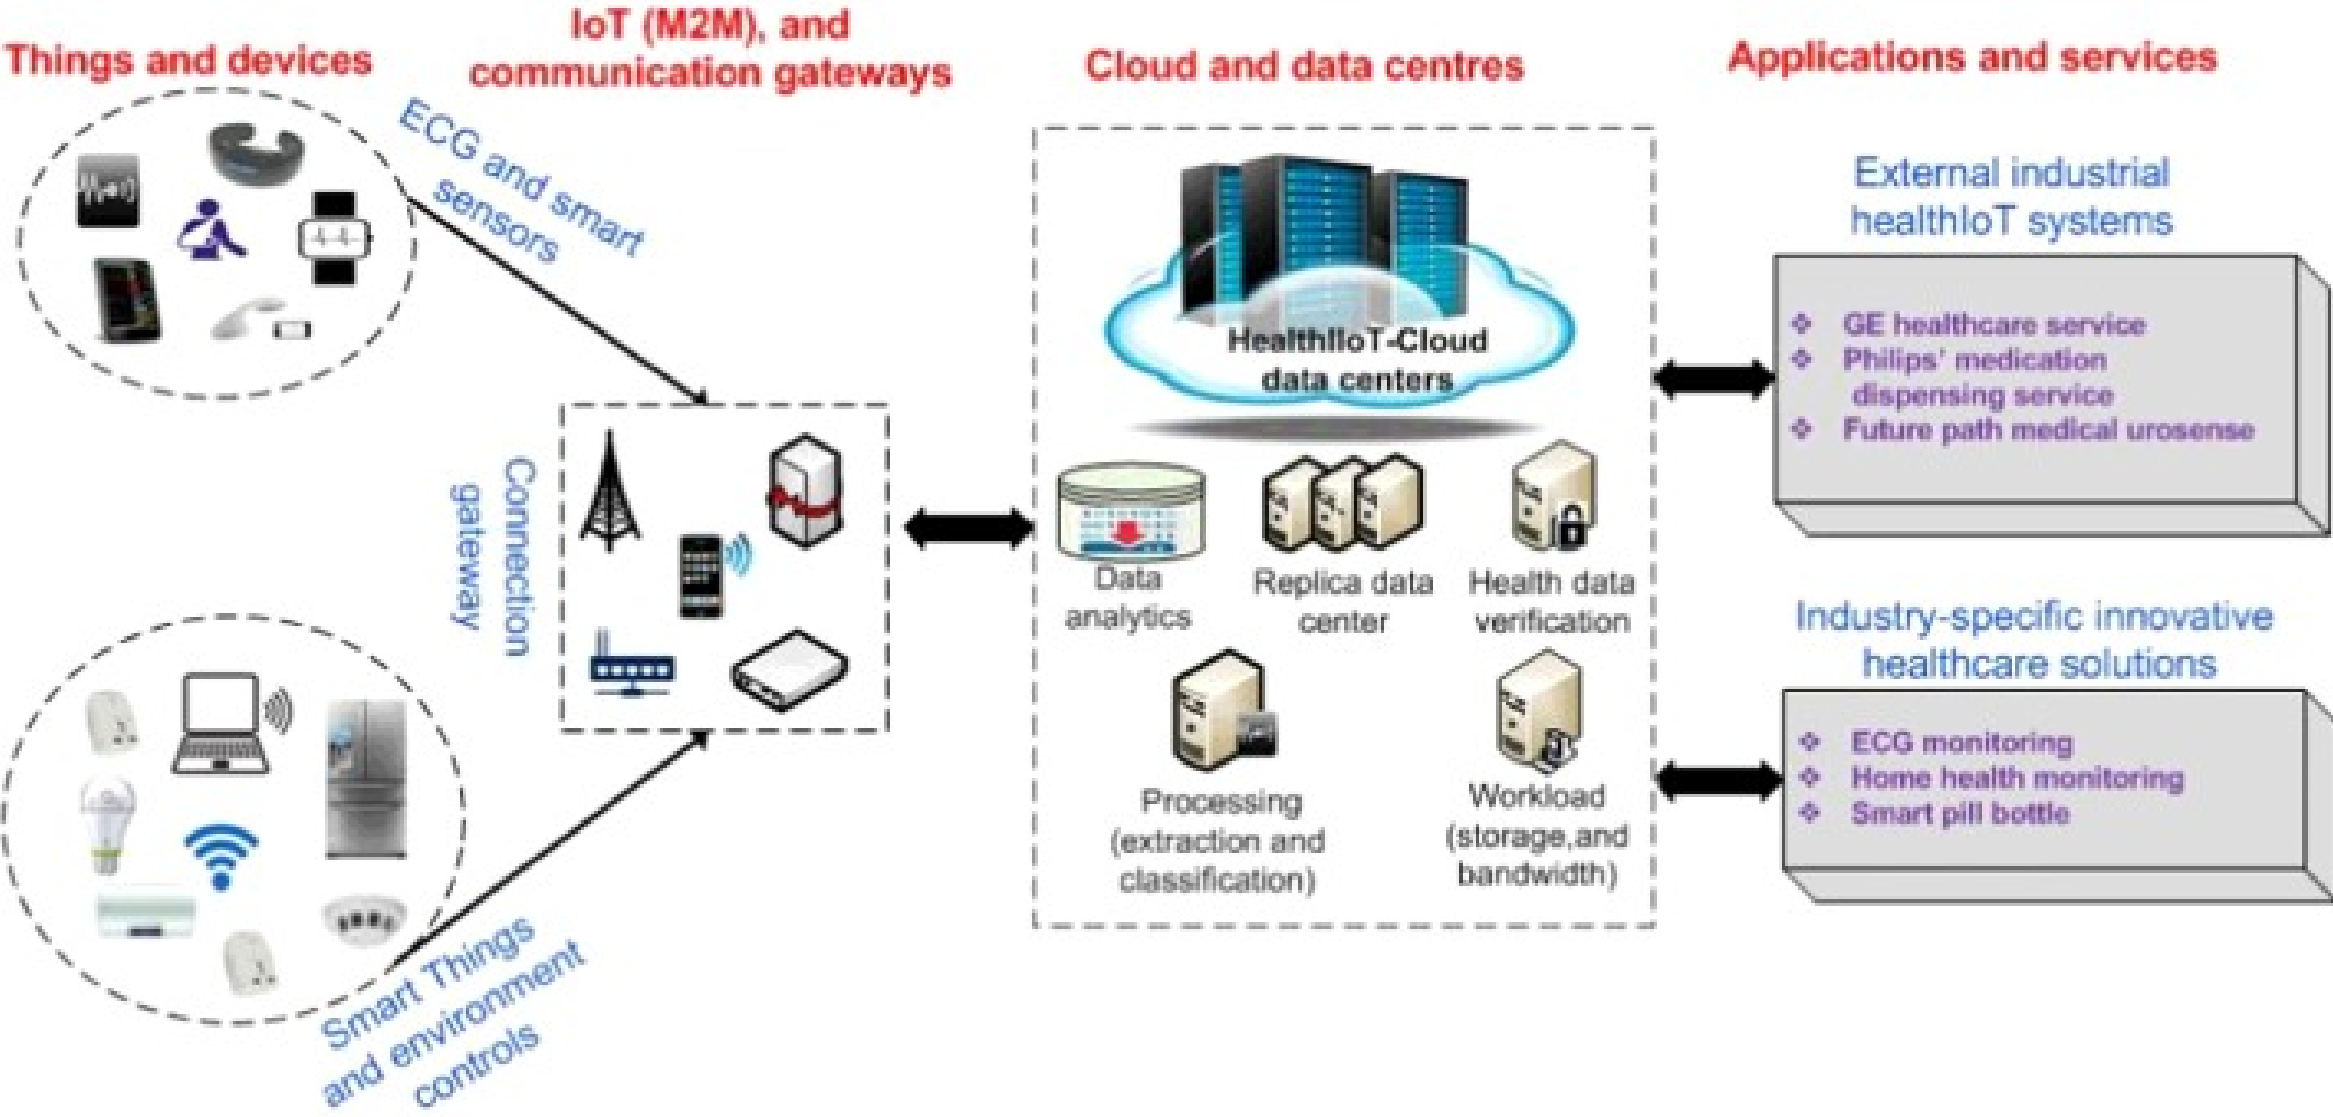 Things and devices
IoT (M2M), and
communication gateways
Cloud and data centres
Applications and services
ECG and smart
sensors
Connection
gateway
Smart Things
and environment
controls
HealthIIoT-Cloud
data centers
Data
analytics
Replica data
center
Health data
verification
Processing
(extraction and
classification)
Workload
(storage,and
bandwidth)
External industrial
healthIoT systems
❖ GE healthcare service
❖ Philips' medication
dispensing service
❖ Future path medical urosense
Industry-specific innovative
healthcare solutions
❖ ECG monitoring
❖ Home health monitoring
❖ Smart pill bottle